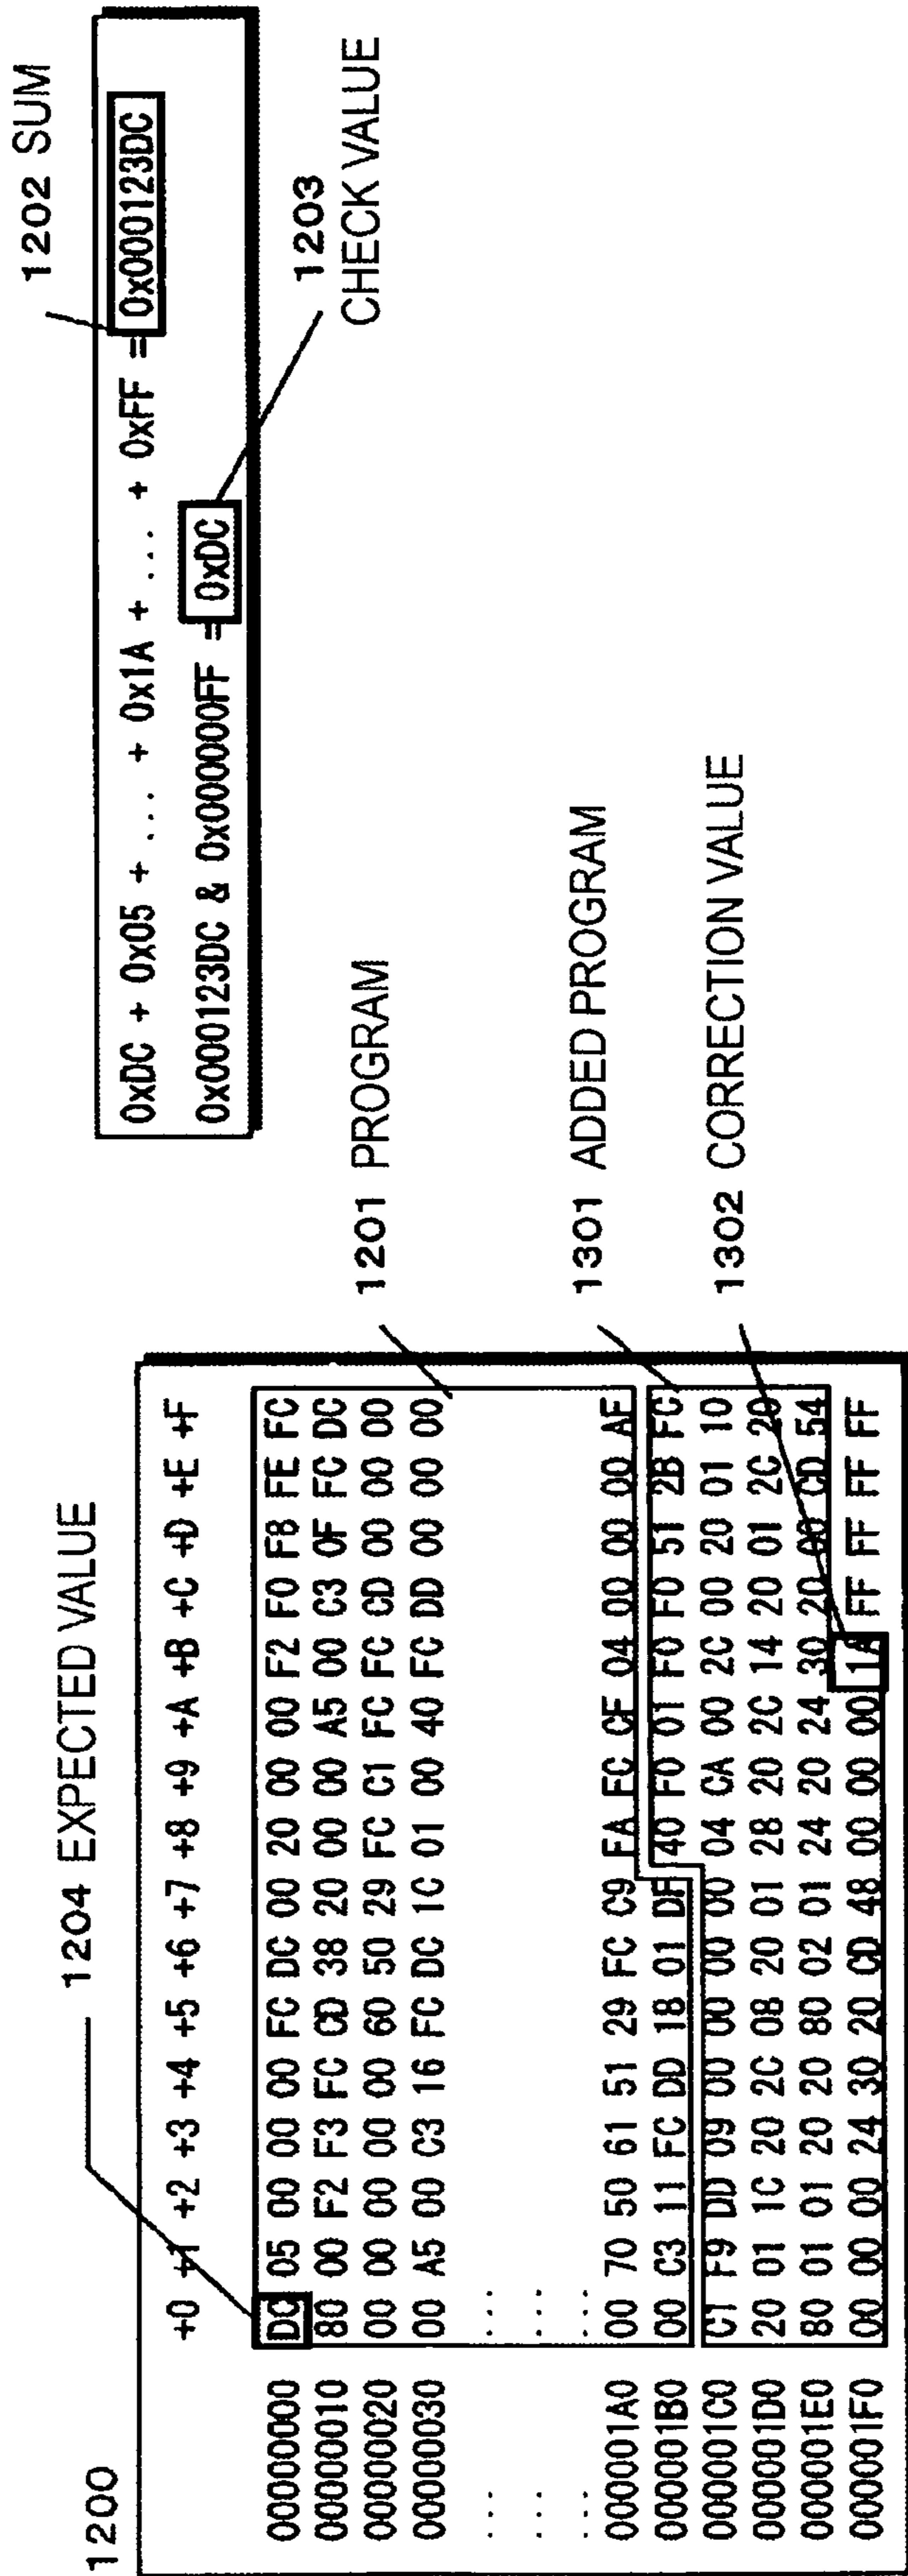 1200
1204 EXPECTED VALUE
+0 +1 +2 +3 +4 +5 +6 +7 +8 +9 +A +B +C +D +E +F
00000000 DC 05 00 00 00 FC DC 00 20 00 00 F2 F0 F8 FE FC
00000010 80 00 F2 F3 FC CD 38 20 00 00 A5 00 C3 0F FC DC
00000020 00 00 00 00 00 60 50 29 FC C1 FC FC CD 00 00 00
00000030 00 A5 00 C3 16 FC DC 1C 01 00 40 FC DD 00 00 00
... ...
... ...
... ...
000001A0 00 70 50 61 51 29 FC C9 FA FC CF 04 00 00 00 AF
000001B0 00 C3 11 FC DD 18 01 DF 40 F0 01 F0 F0 51 2B FC
000001C0 C1 F9 DD 09 00 00 00 00 04 CA 00 2C 00 20 01 10
000001D0 20 01 1C 20 2C 0B 20 01 28 20 2C 14 20 01 2C 20
000001E0 80 01 01 20 20 80 02 01 24 20 24 30 20 00 CD 54
000001F0 00 00 00 24 30 20 CD 48 00 00 00 1A FF FF FF FF
1201 PROGRAM
1301 ADDED PROGRAM
1302 CORRECTION VALUE
1202 SUM
0xDC + 0x05 + ... + 0x1A + ... + 0xFF = 0x000123DC
0x000123DC & 0x000000FF = 0xDC
1203
CHECK VALUE